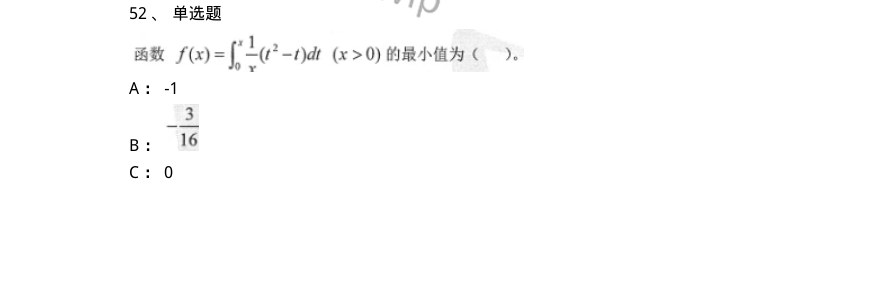 52、 单选题
函数 f(x)=∫₀ˣ 1/x (t²−t)dt (x>0) 的最小值为（ ）。
A： -1
B： −3/16
C： 0